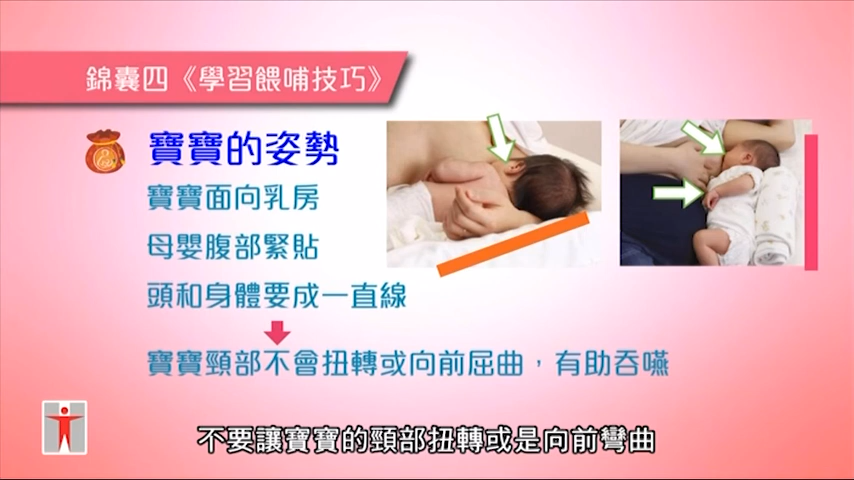 錦囊四《學習餵哺技巧》
寶寶的姿勢
寶寶面向乳房
母嬰腹部緊貼
頭和身體要成一直線
寶寶頸部不會扭轉或向前屈曲，有助吞嚥
不要讓寶寶的頸部扭轉或是向前彎曲